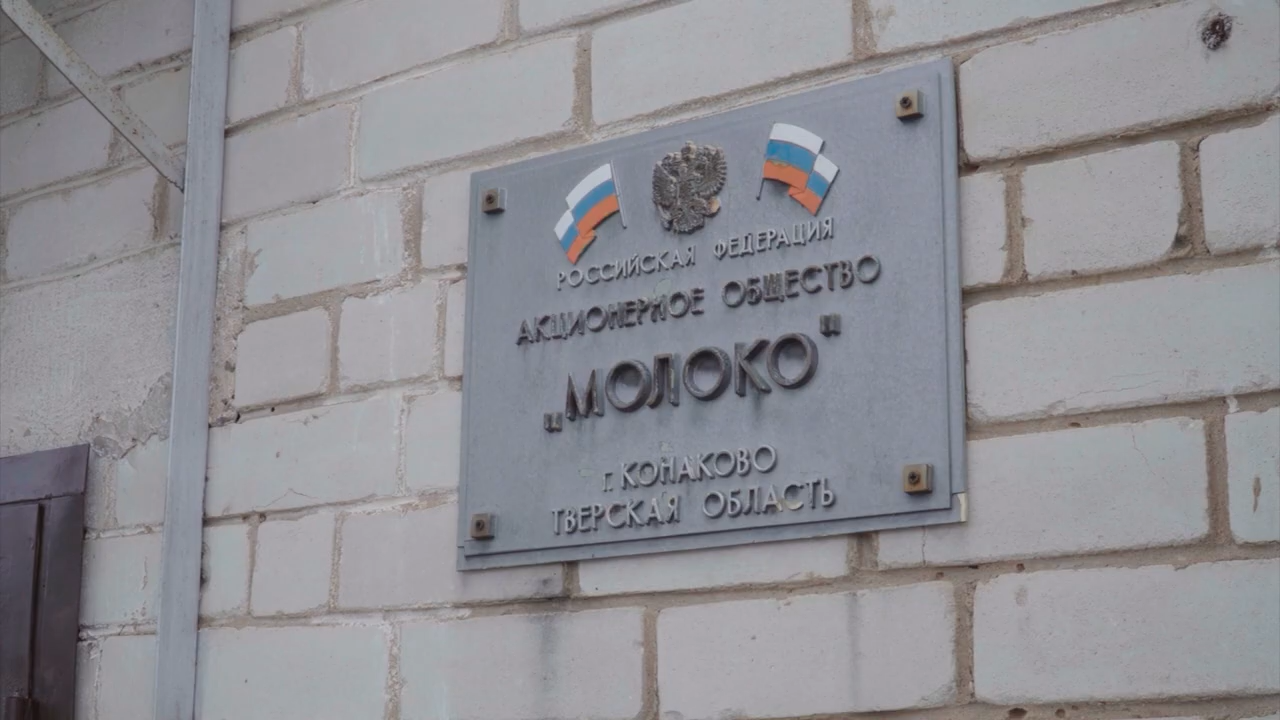 РОССИЙСКАЯ ФЕДЕРАЦИЯ
АКЦИОНЕРНОЕ ОБЩЕСТВО
„МОЛОКО"
г. КОНАКОВО
ТВЕРСКАЯ ОБЛАСТЬ